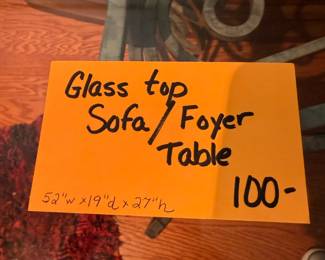 Glass top
Sofa/Foyer
Table
100-
52"w x 19"d x 27"h